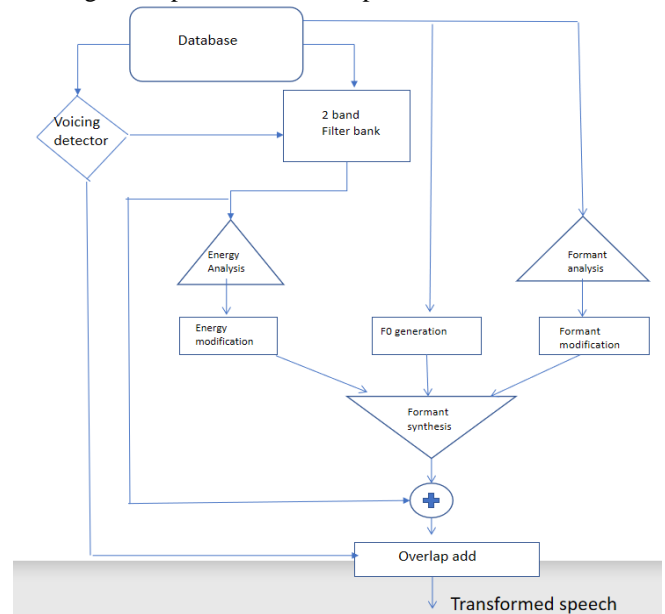 Database
Voicing
detector
2 band
Filter bank
Energy
Analysis
Formant
analysis
Energy
modification
F0 generation
Formant
modification
Formant
synthesis
Overlap add
Transformed speech